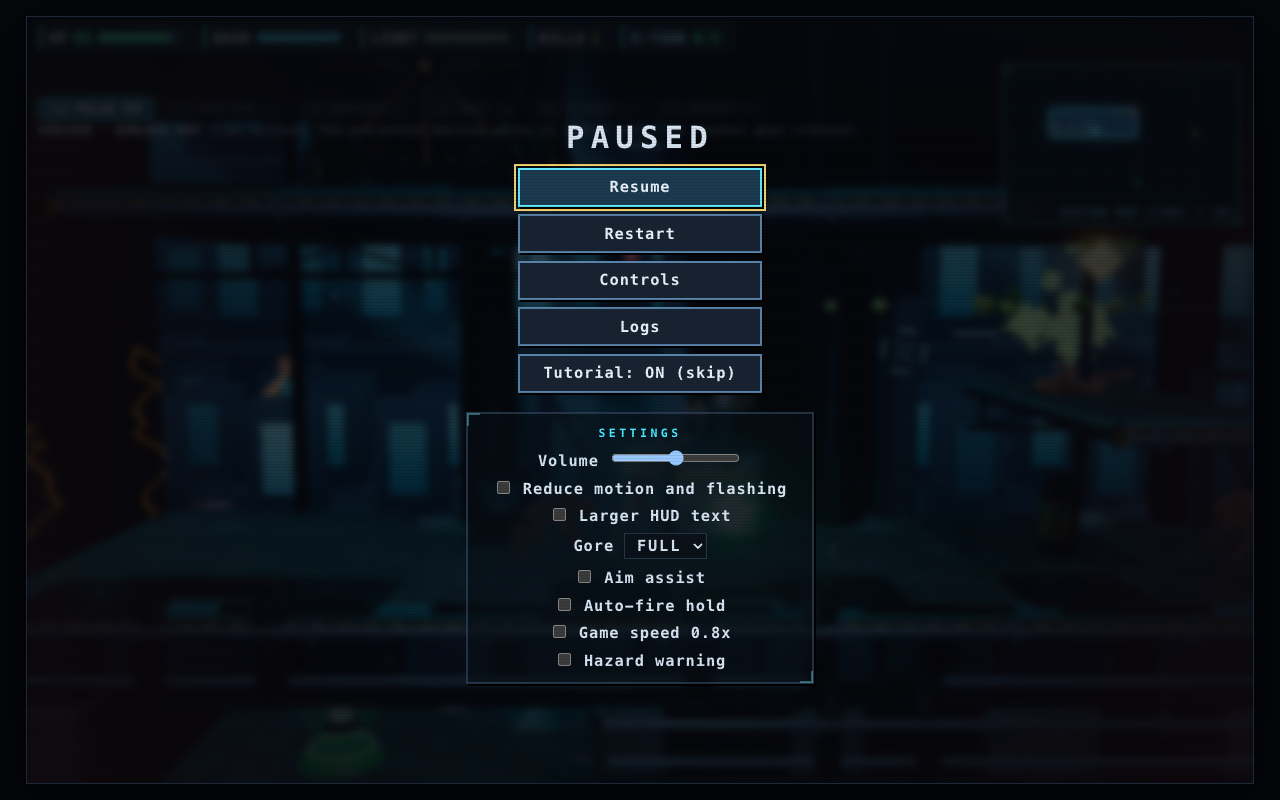 PAUSED
Resume
Restart
Controls
Logs
Tutorial: ON (skip)
SETTINGS
Volume
Reduce motion and flashing
Larger HUD text
Gore FULL
Aim assist
Auto-fire hold
Game speed 0.8x
Hazard warning